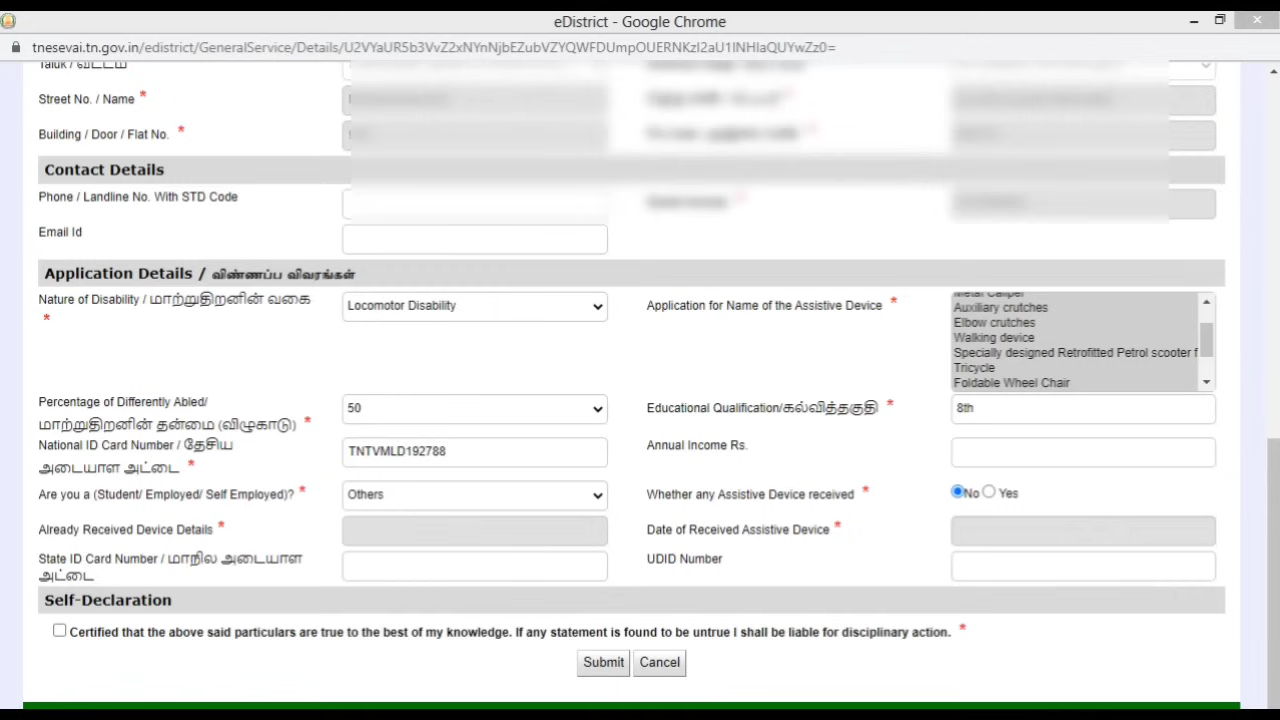 eDistrict - Google Chrome
tnesevai.tn.gov.in/edistrict/GeneralService/Details/U2VYaUR5b3VvZ2xNYnNjbEZubVZYQWFDUmpOUERNKzI2aU1lNHlaQUYwZz0=
Taluk / வட்டம்
Street No. / Name *
Building / Door / Flat No. *
Contact Details
Phone / Landline No. With STD Code
Email Id
Application Details / விண்ணப்ப விவரங்கள்
Nature of Disability / மாற்றுதிறனின் வகை * Locomotor Disability
Application for Name of the Assistive Device *
Metal Caliper
Auxiliary crutches
Elbow crutches
Walking device
Specially designed Retrofitted Petrol scooter f
Tricycle
Foldable Wheel Chair
Percentage of Differently Abled/
மாற்றுதிறனின் தன்மை (விழுகாடு) * 50
Educational Qualification/கல்வித்தகுதி * 8th
National ID Card Number / தேசிய
அடையாள அட்டை * TNTVMLD192788
Annual Income Rs.
Are you a (Student/ Employed/ Self Employed)? * Others
Whether any Assistive Device received * No Yes
Already Received Device Details *
Date of Received Assistive Device *
State ID Card Number / மாநில அடையாள
அட்டை
UDID Number
Self-Declaration
Certified that the above said particulars are true to the best of my knowledge. If any statement is found to be untrue I shall be liable for disciplinary action. *
Submit Cancel